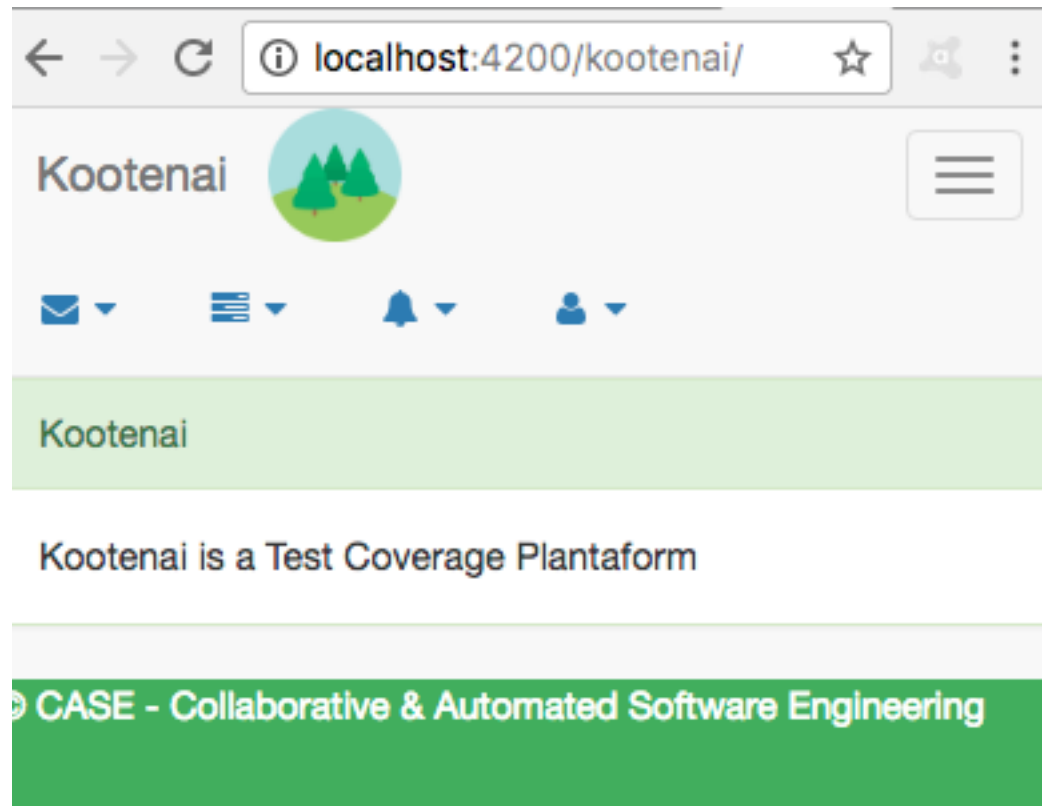 localhost:4200/kootenai/
Kootenai
Kootenai
Kootenai is a Test Coverage Plantaform
© CASE - Collaborative & Automated Software Engineering